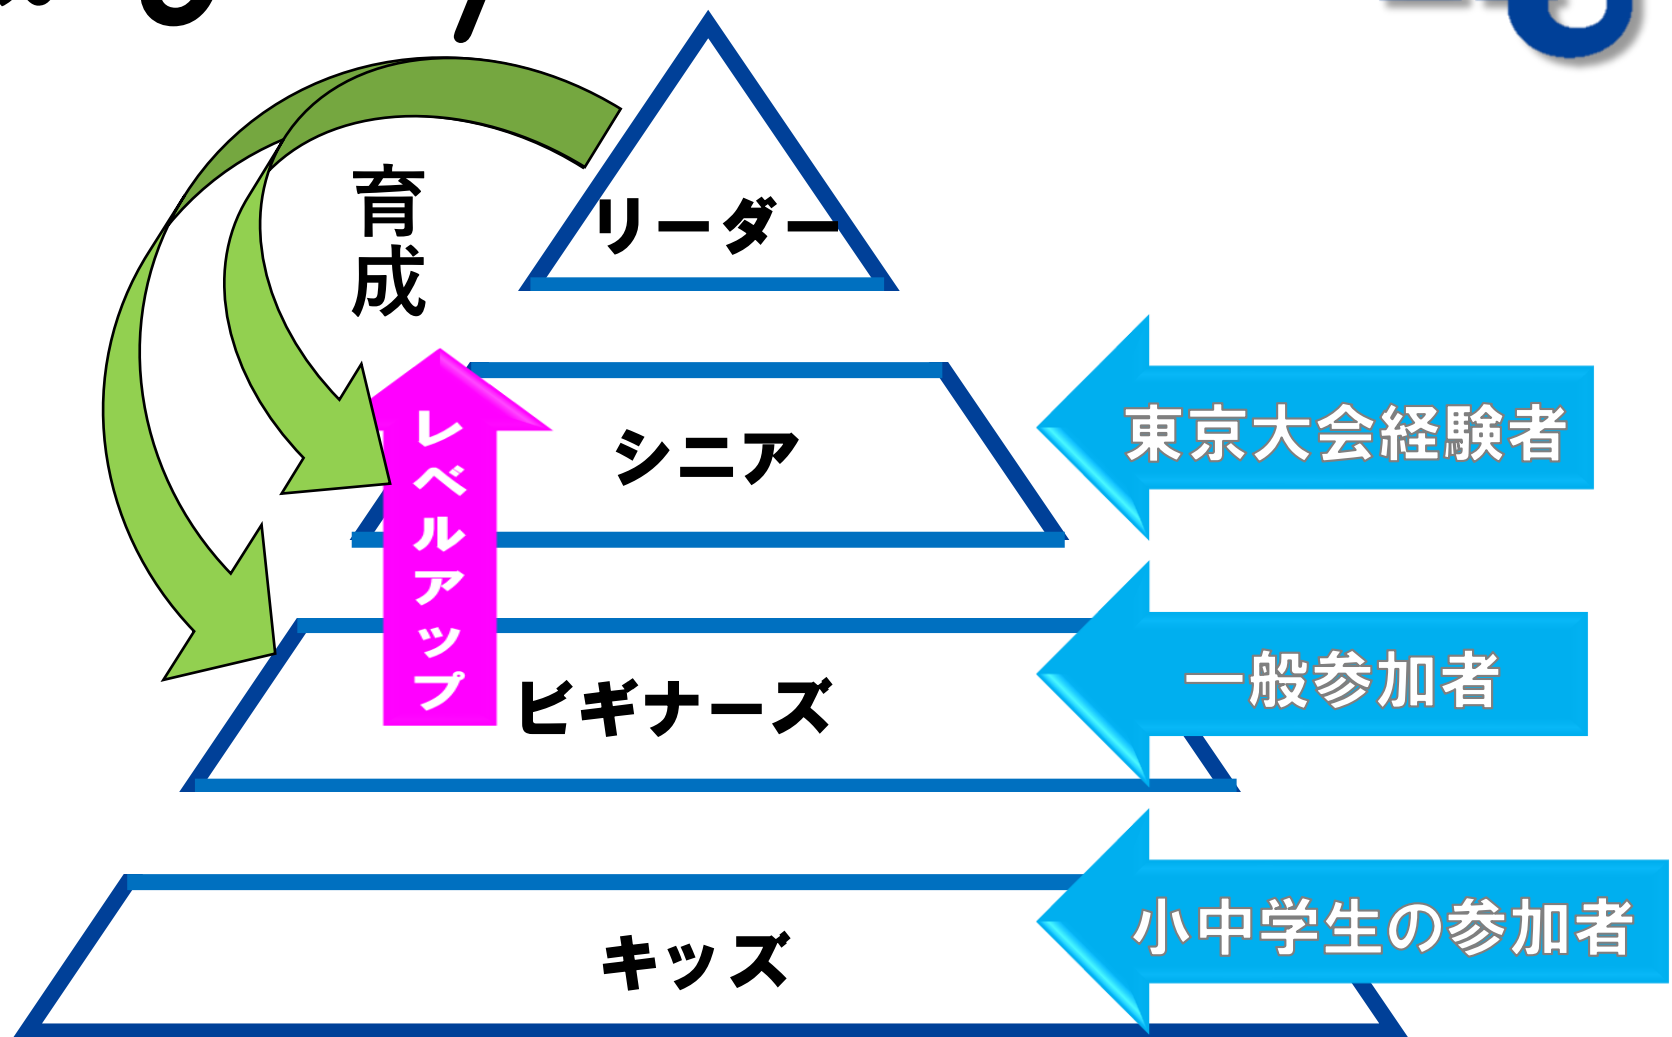 リーダー
育成
シニア
東京大会経験者
レベルアップ
ビギナーズ
一般参加者
キッズ
小中学生の参加者